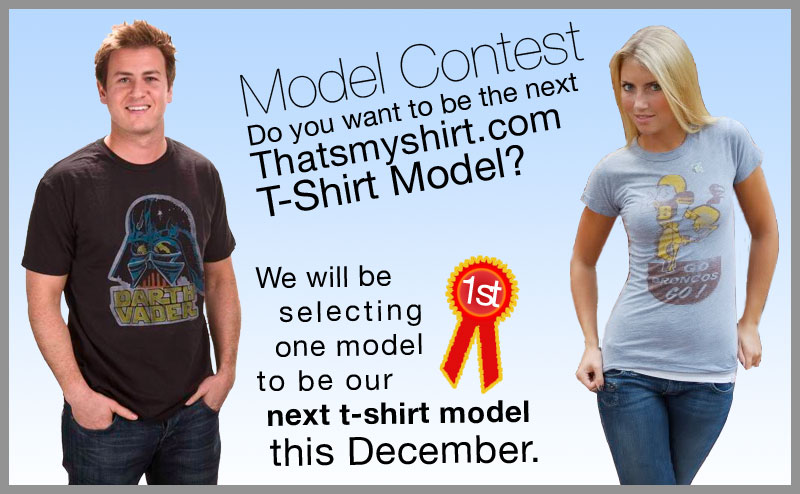 Model Contest
Do you want to be the next
Thatsmyshirt.com
T-Shirt Model?
We will be
selecting
one model
to be our
next t-shirt model
this December.
1st
DARTH
VADER
GO
BRONCOS
GO!